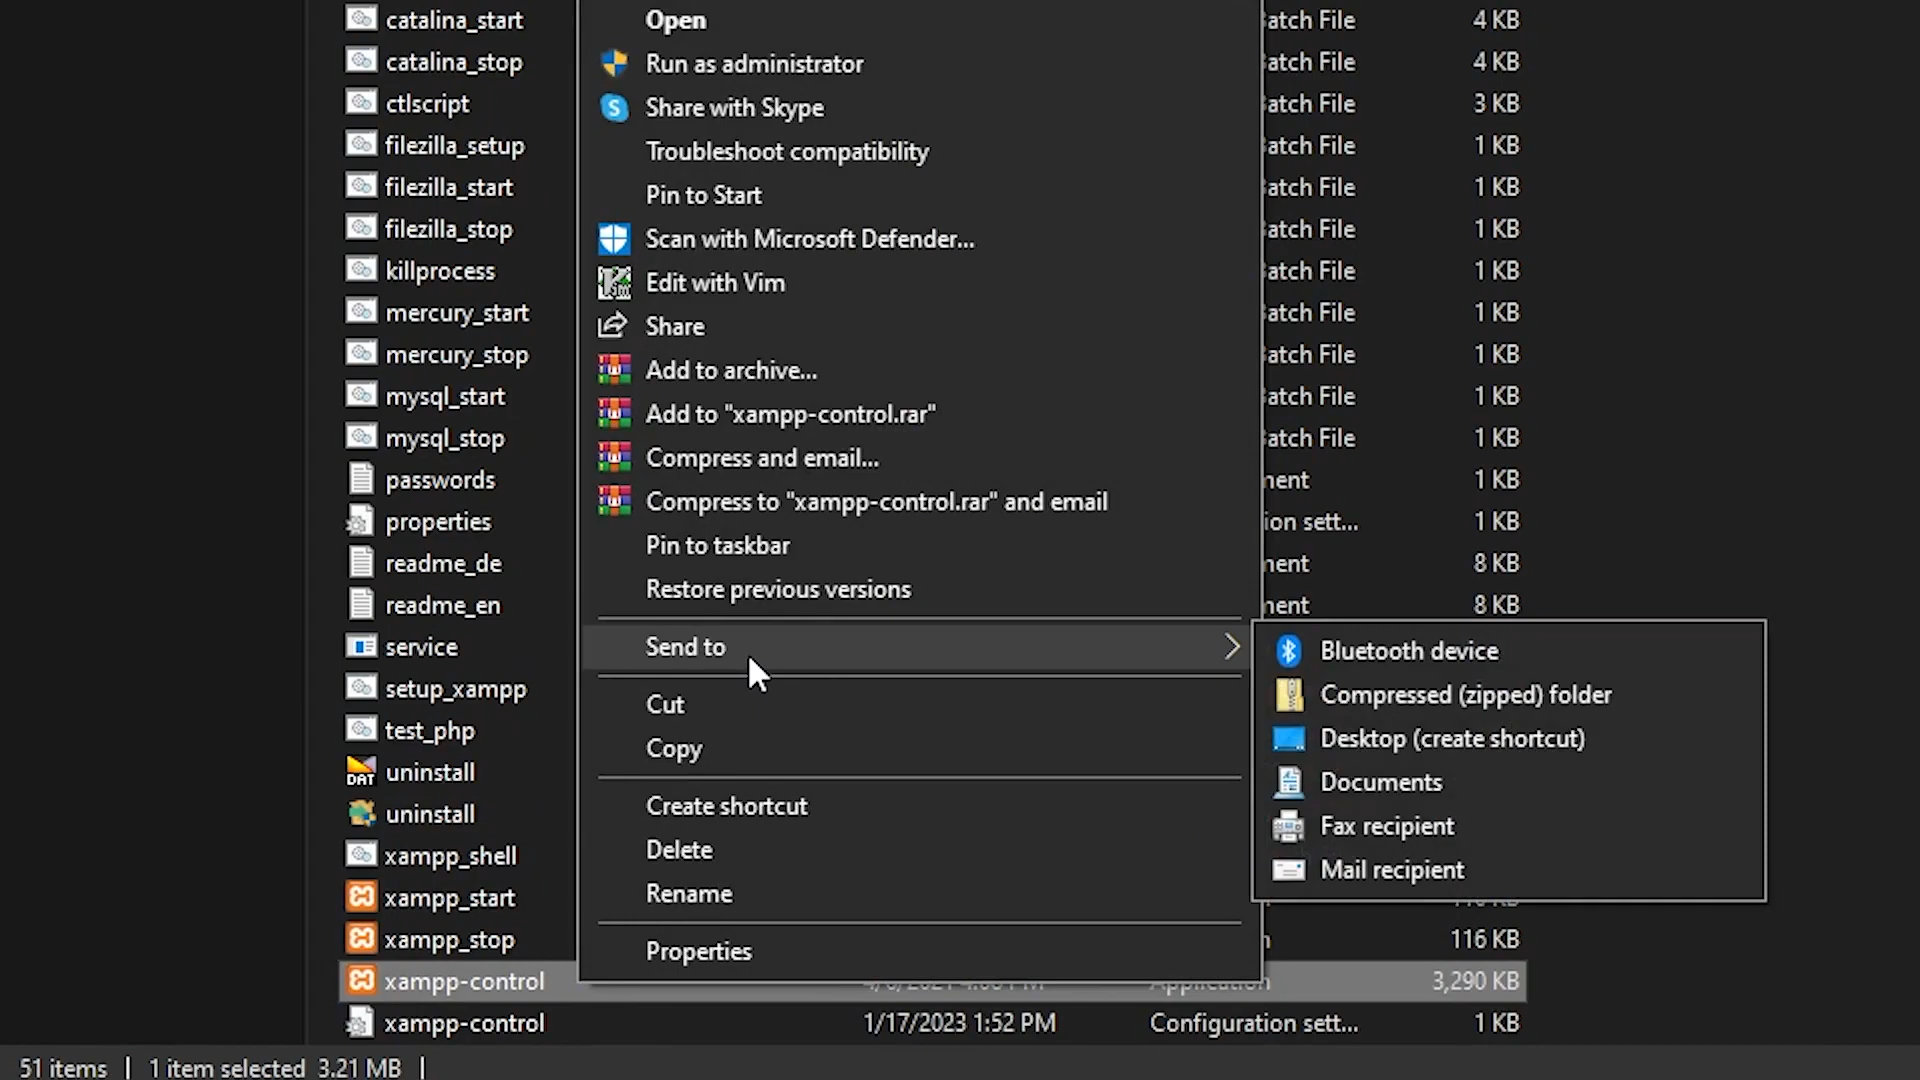 catalina_start
atch File
4 KB
catalina_stop
atch File
4 KB
ctlscript
atch File
3 KB
filezilla_setup
atch File
1 KB
filezilla_start
atch File
1 KB
filezilla_stop
atch File
1 KB
killprocess
atch File
1 KB
mercury_start
atch File
1 KB
mercury_stop
atch File
1 KB
mysql_start
atch File
1 KB
mysql_stop
atch File
1 KB
passwords
nent
1 KB
properties
ion sett...
1 KB
readme_de
nent
8 KB
readme_en
nent
8 KB
service
setup_xampp
test_php
DAT
uninstall
uninstall
xampp_shell
xampp_start
xampp_stop
116 KB
xampp-control
Application
3,290 KB
xampp-control
1/17/2023 1:52 PM
Configuration sett...
1 KB
Open
Run as administrator
Share with Skype
Troubleshoot compatibility
Pin to Start
Scan with Microsoft Defender...
Edit with Vim
Share
Add to archive...
Add to "xampp-control.rar"
Compress and email...
Compress to "xampp-control.rar" and email
Pin to taskbar
Restore previous versions
Send to
Cut
Copy
Create shortcut
Delete
Rename
Properties
Bluetooth device
Compressed (zipped) folder
Desktop (create shortcut)
Documents
Fax recipient
Mail recipient
51 items | 1 item selected 3.21 MB |